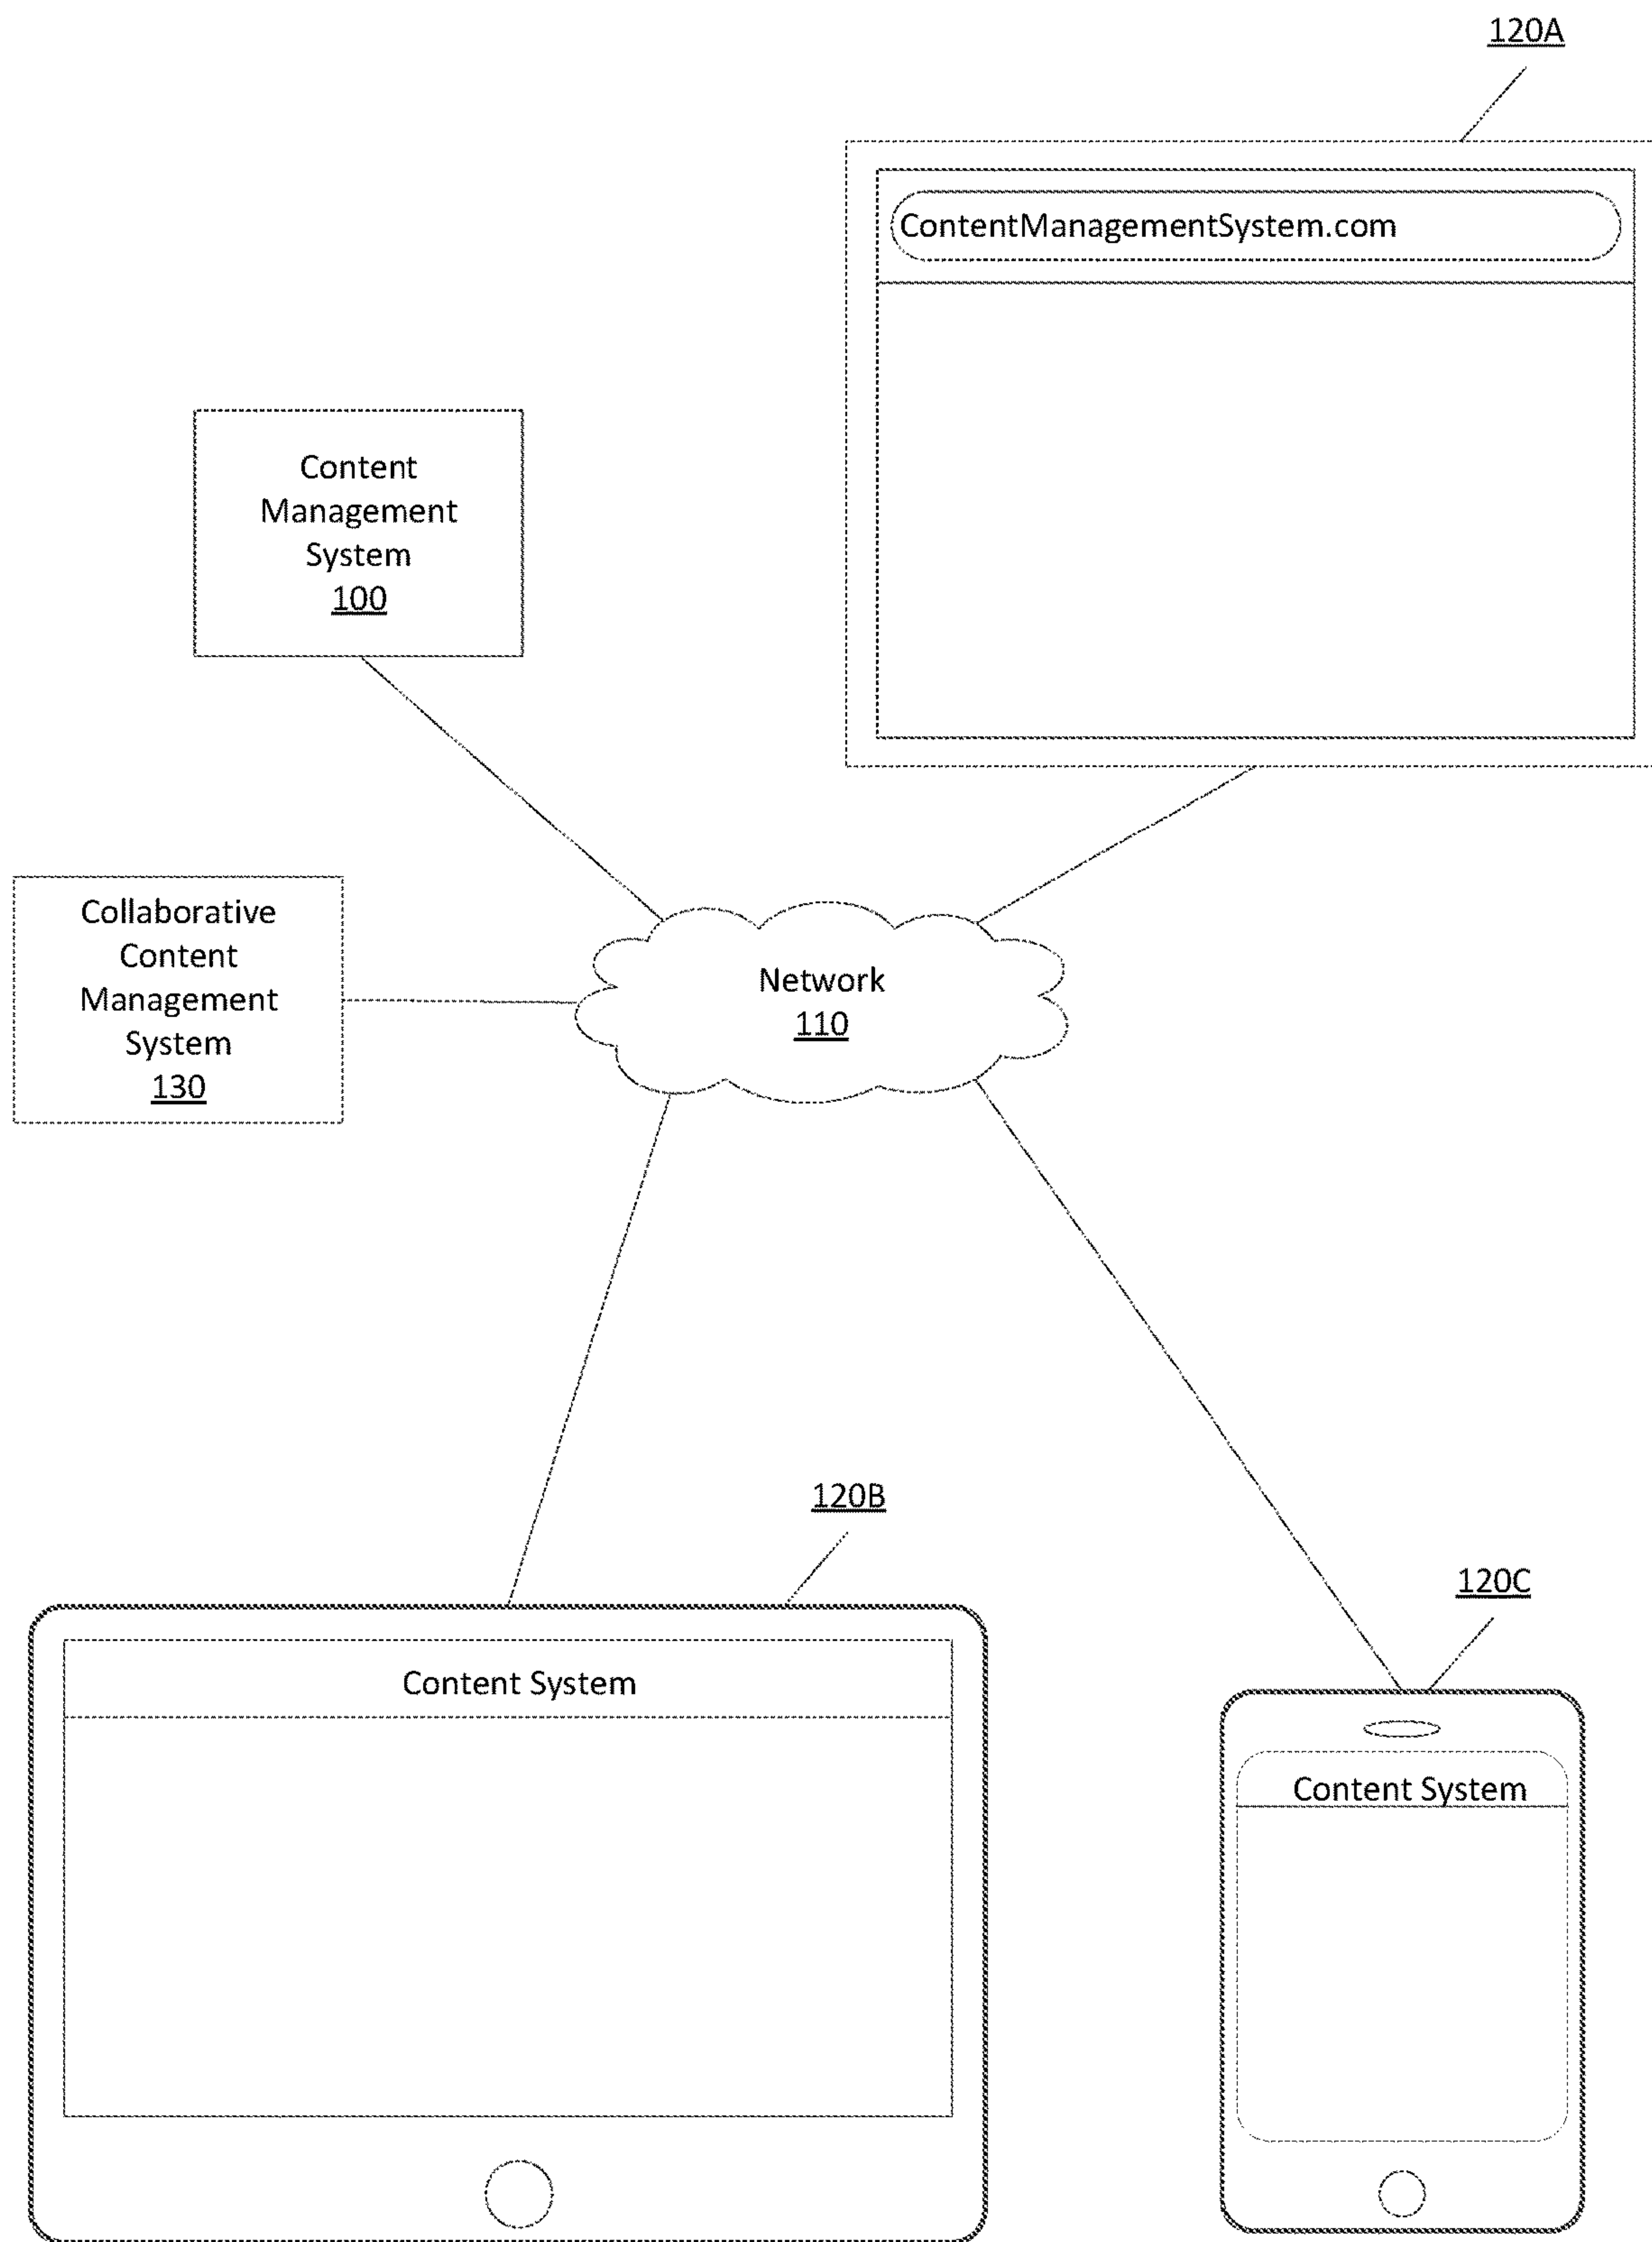 120A
ContentManagementSystem.com
Content
Management
System
100
Collaborative
Content
Management
System
130
Network
110
120B
Content System
120C
Content System